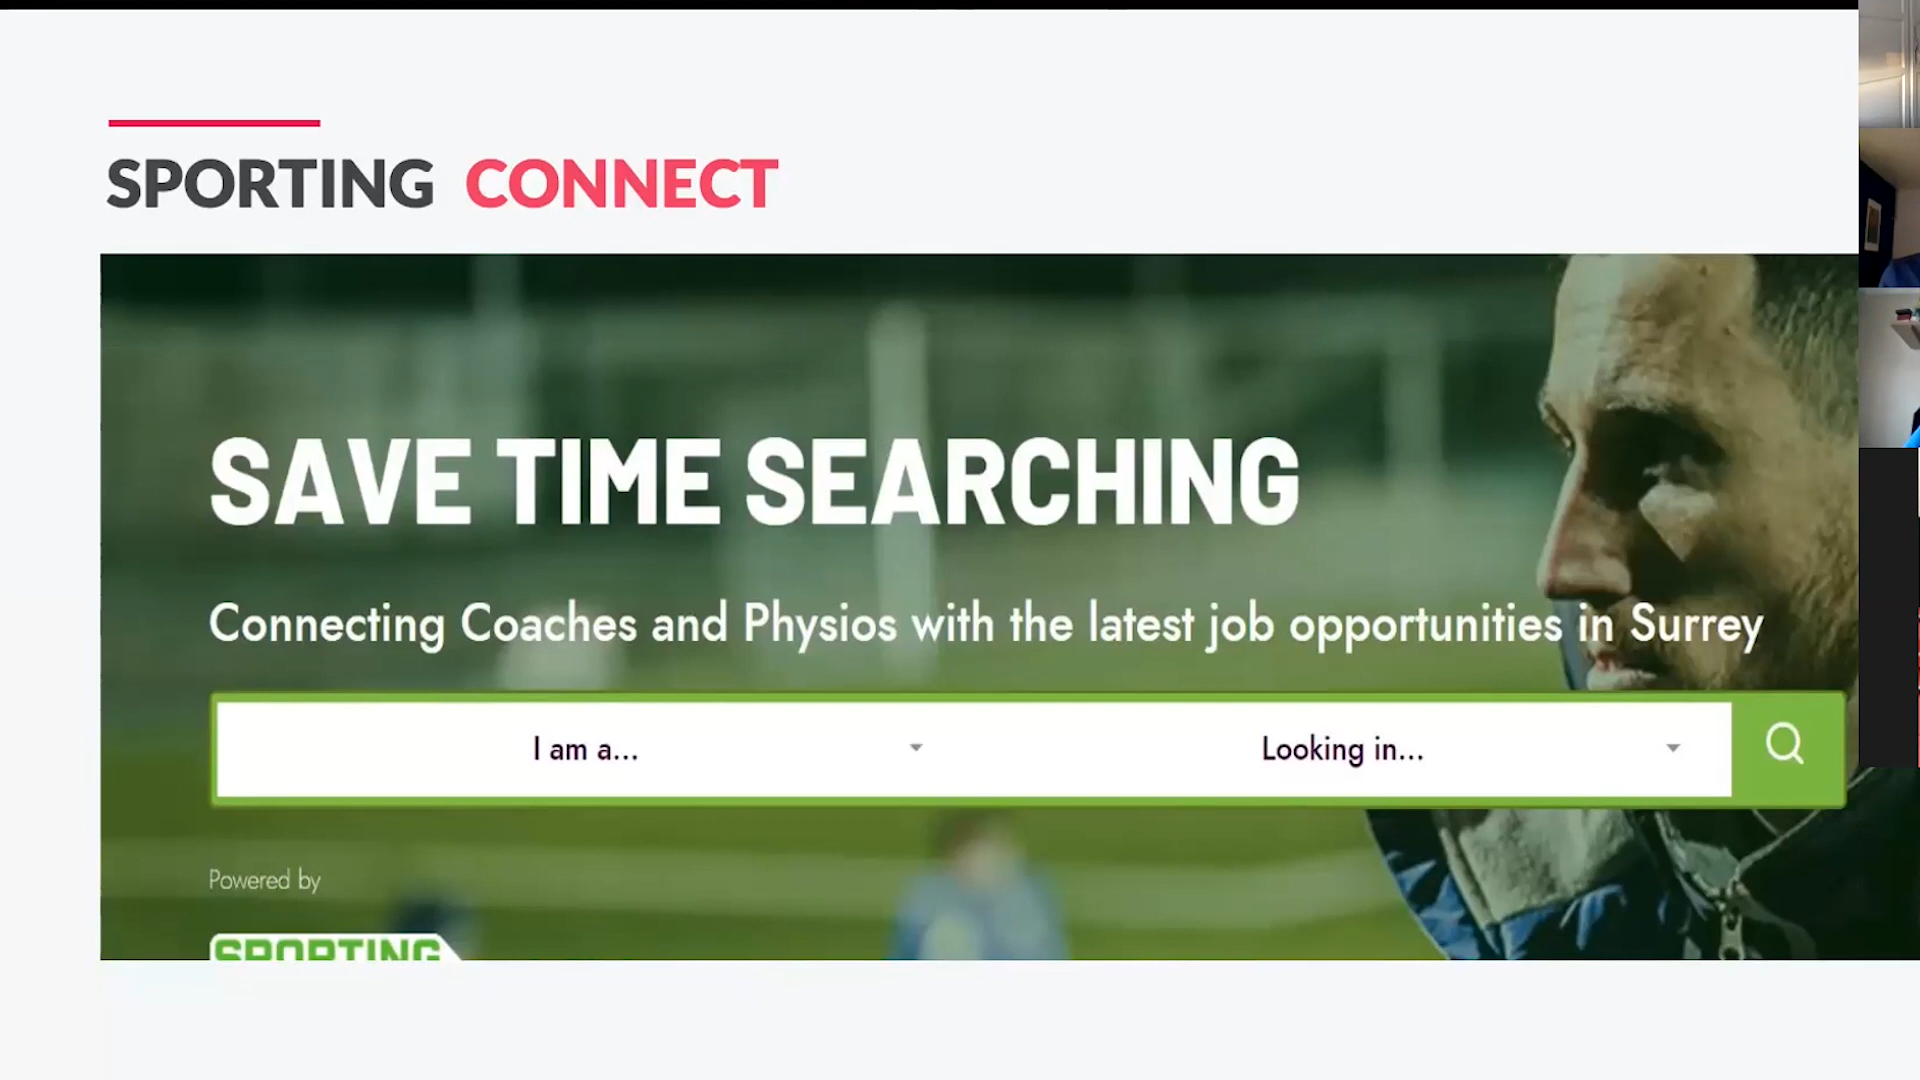 SPORTING CONNECT
SAVE TIME SEARCHING
Connecting Coaches and Physios with the latest job opportunities in Surrey
I am a...
Looking in...
Powered by
SPORTING